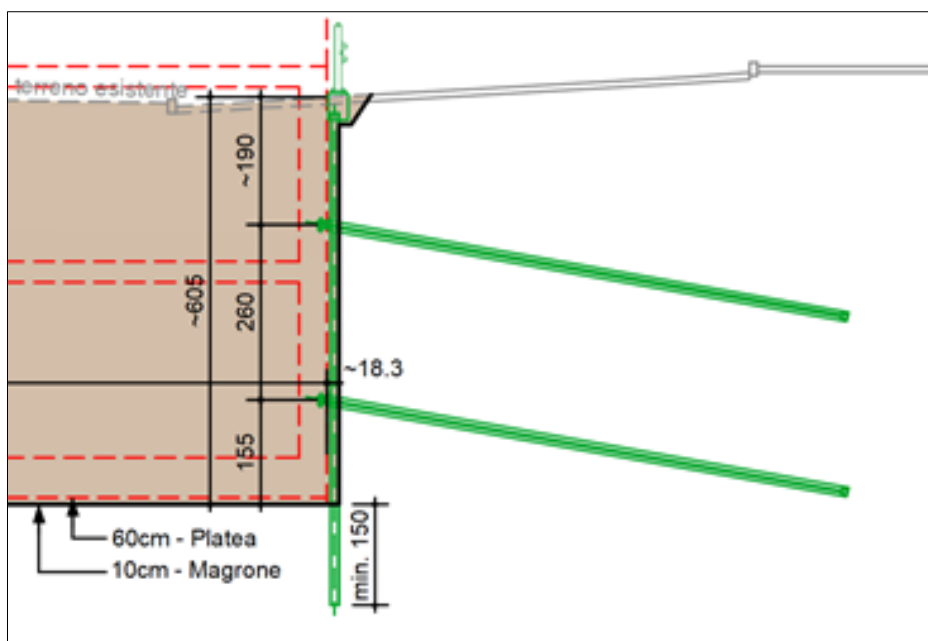 terreno esistente
~190
~605
260
~18.3
155
60cm - Platea
10cm - Magrone
min. 150